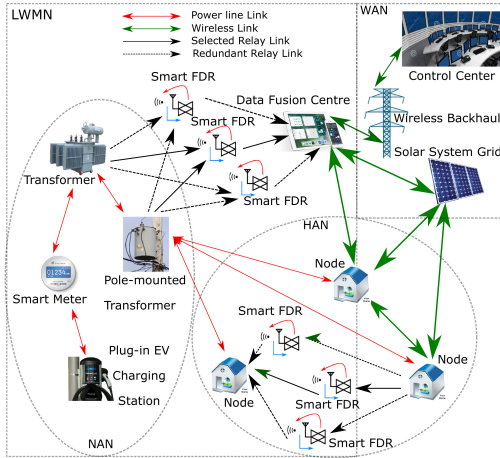 LWMN
Power line Link
Wireless Link
Selected Relay Link
Redundant Relay Link
WAN
Control Center
Smart FDR
Data Fusion Centre
Smart FDR
Wireless Backhaul
Solar System Grid
Transformer
Smart FDR
HAN
Node
Pole-mounted
Transformer
Smart Meter
01234
Smart FDR
Plug-in EV
Charging
Station
Node
Smart FDR
Node
Smart FDR
NAN